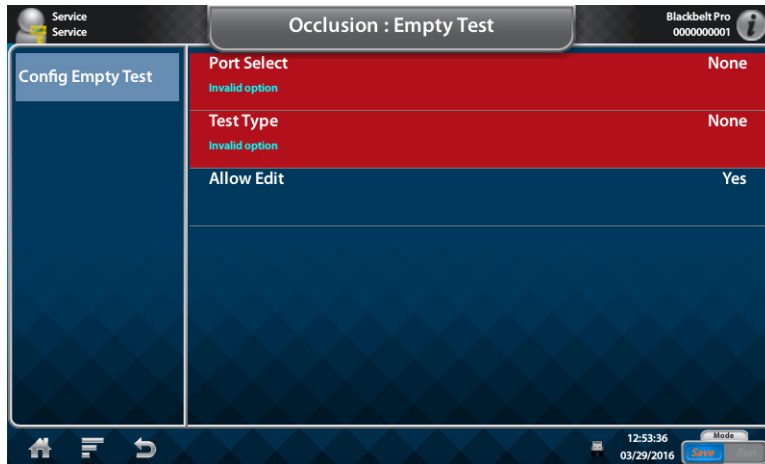 Service
Service
Occlusion : Empty Test
Blackbelt Pro
0000000001
i
Config Empty Test
Port Select
None
Invalid option
Test Type
None
Invalid option
Allow Edit
Yes
12:53:36
03/29/2016
Mode
Save
Run